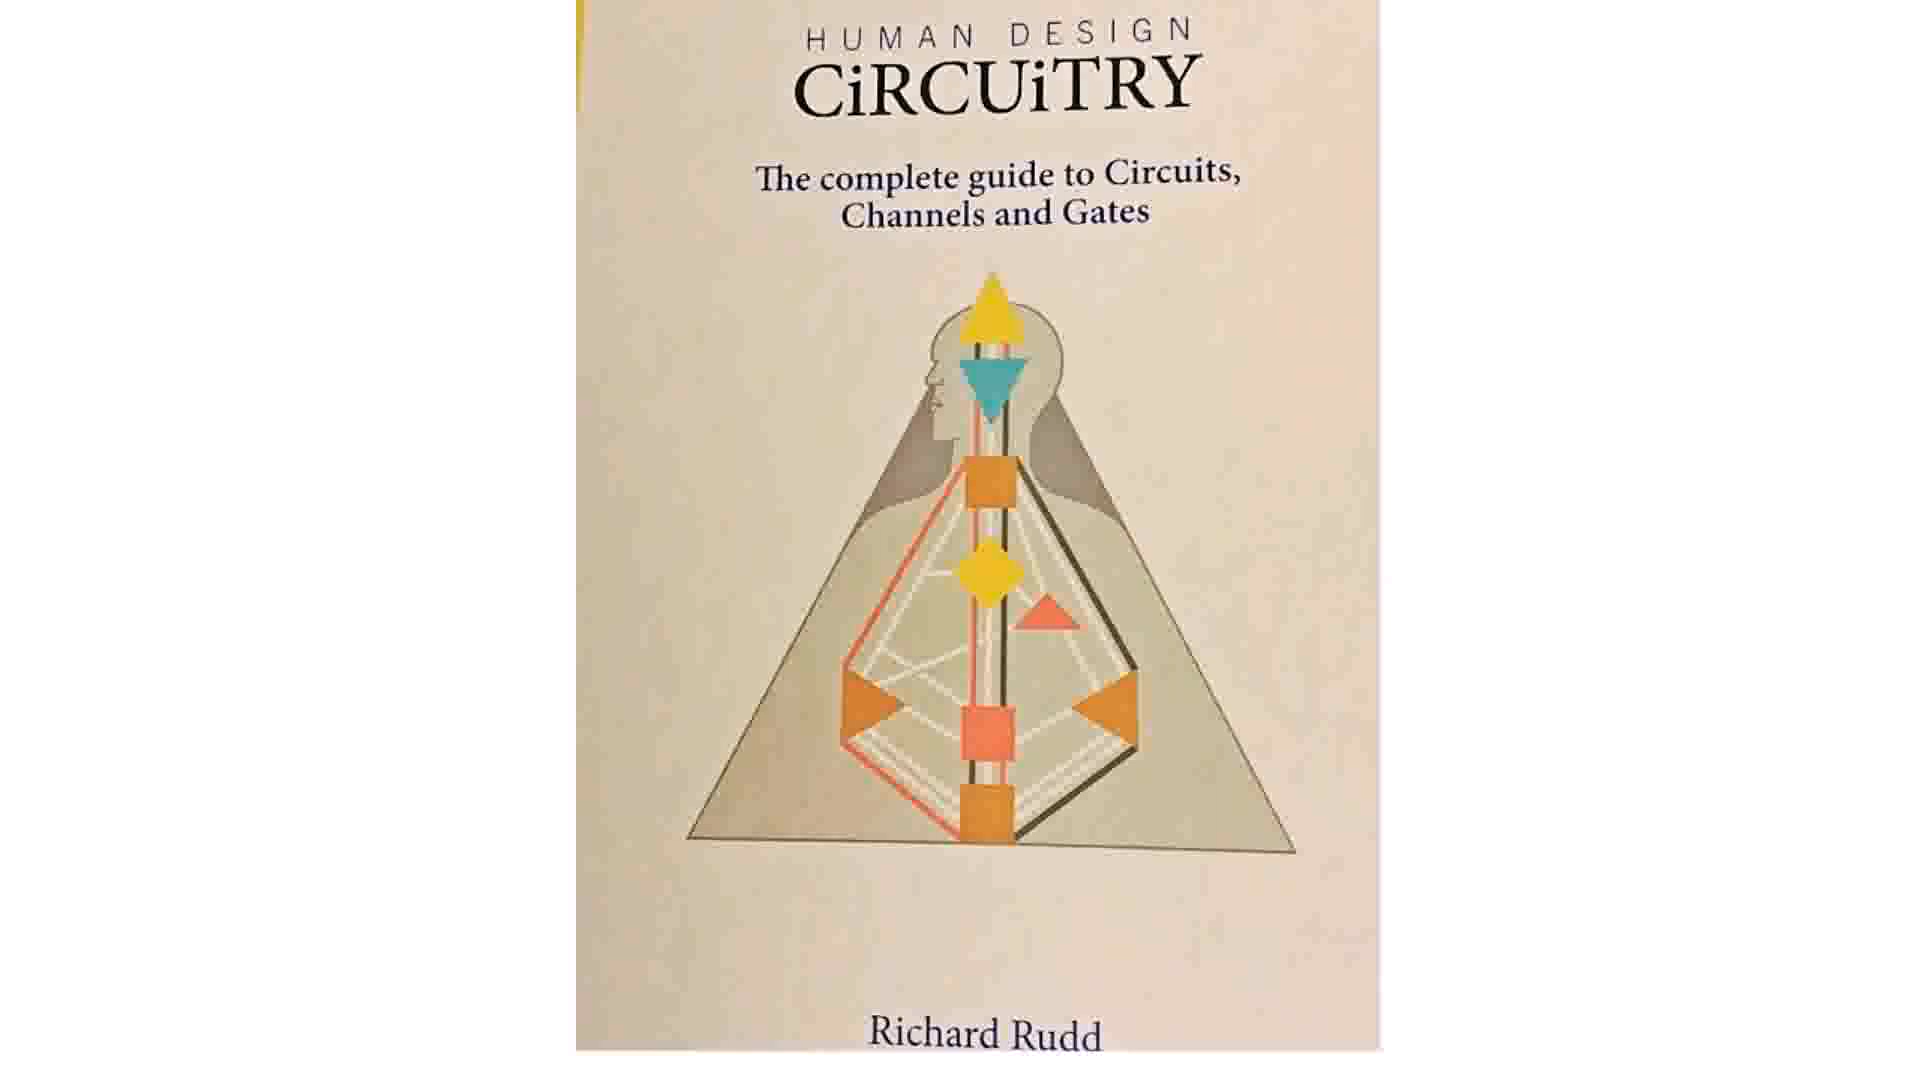 HUMAN DESIGN
CiRCUiTRY
The complete guide to Circuits,
Channels and Gates
Richard Rudd